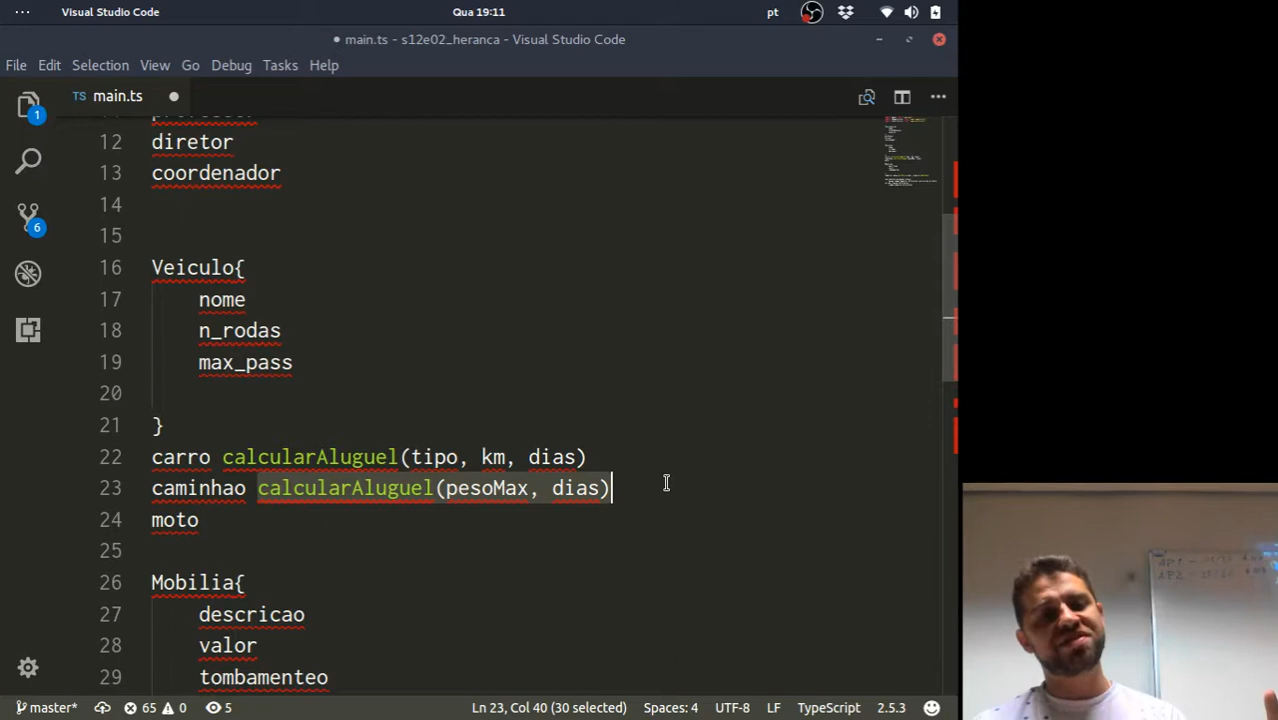 Visual Studio Code
Qua 19:11
pt
main.ts - s12e02_heranca - Visual Studio Code
File Edit Selection View Go Debug Tasks Help
TS main.ts
1
6
12 diretor
13 coordenador
14
15
16 Veiculo{
17 nome
18 n_rodas
19 max_pass
20
21 }
22 carro calcularAluguel(tipo, km, dias)
23 caminhao calcularAluguel(pesoMax, dias)
24 moto
25
26 Mobilia{
27 descricao
28 valor
29 tombamenteo
master* 65 0 5 Ln 23, Col 40 (30 selected) Spaces: 4 UTF-8 LF TypeScript 2.5.3